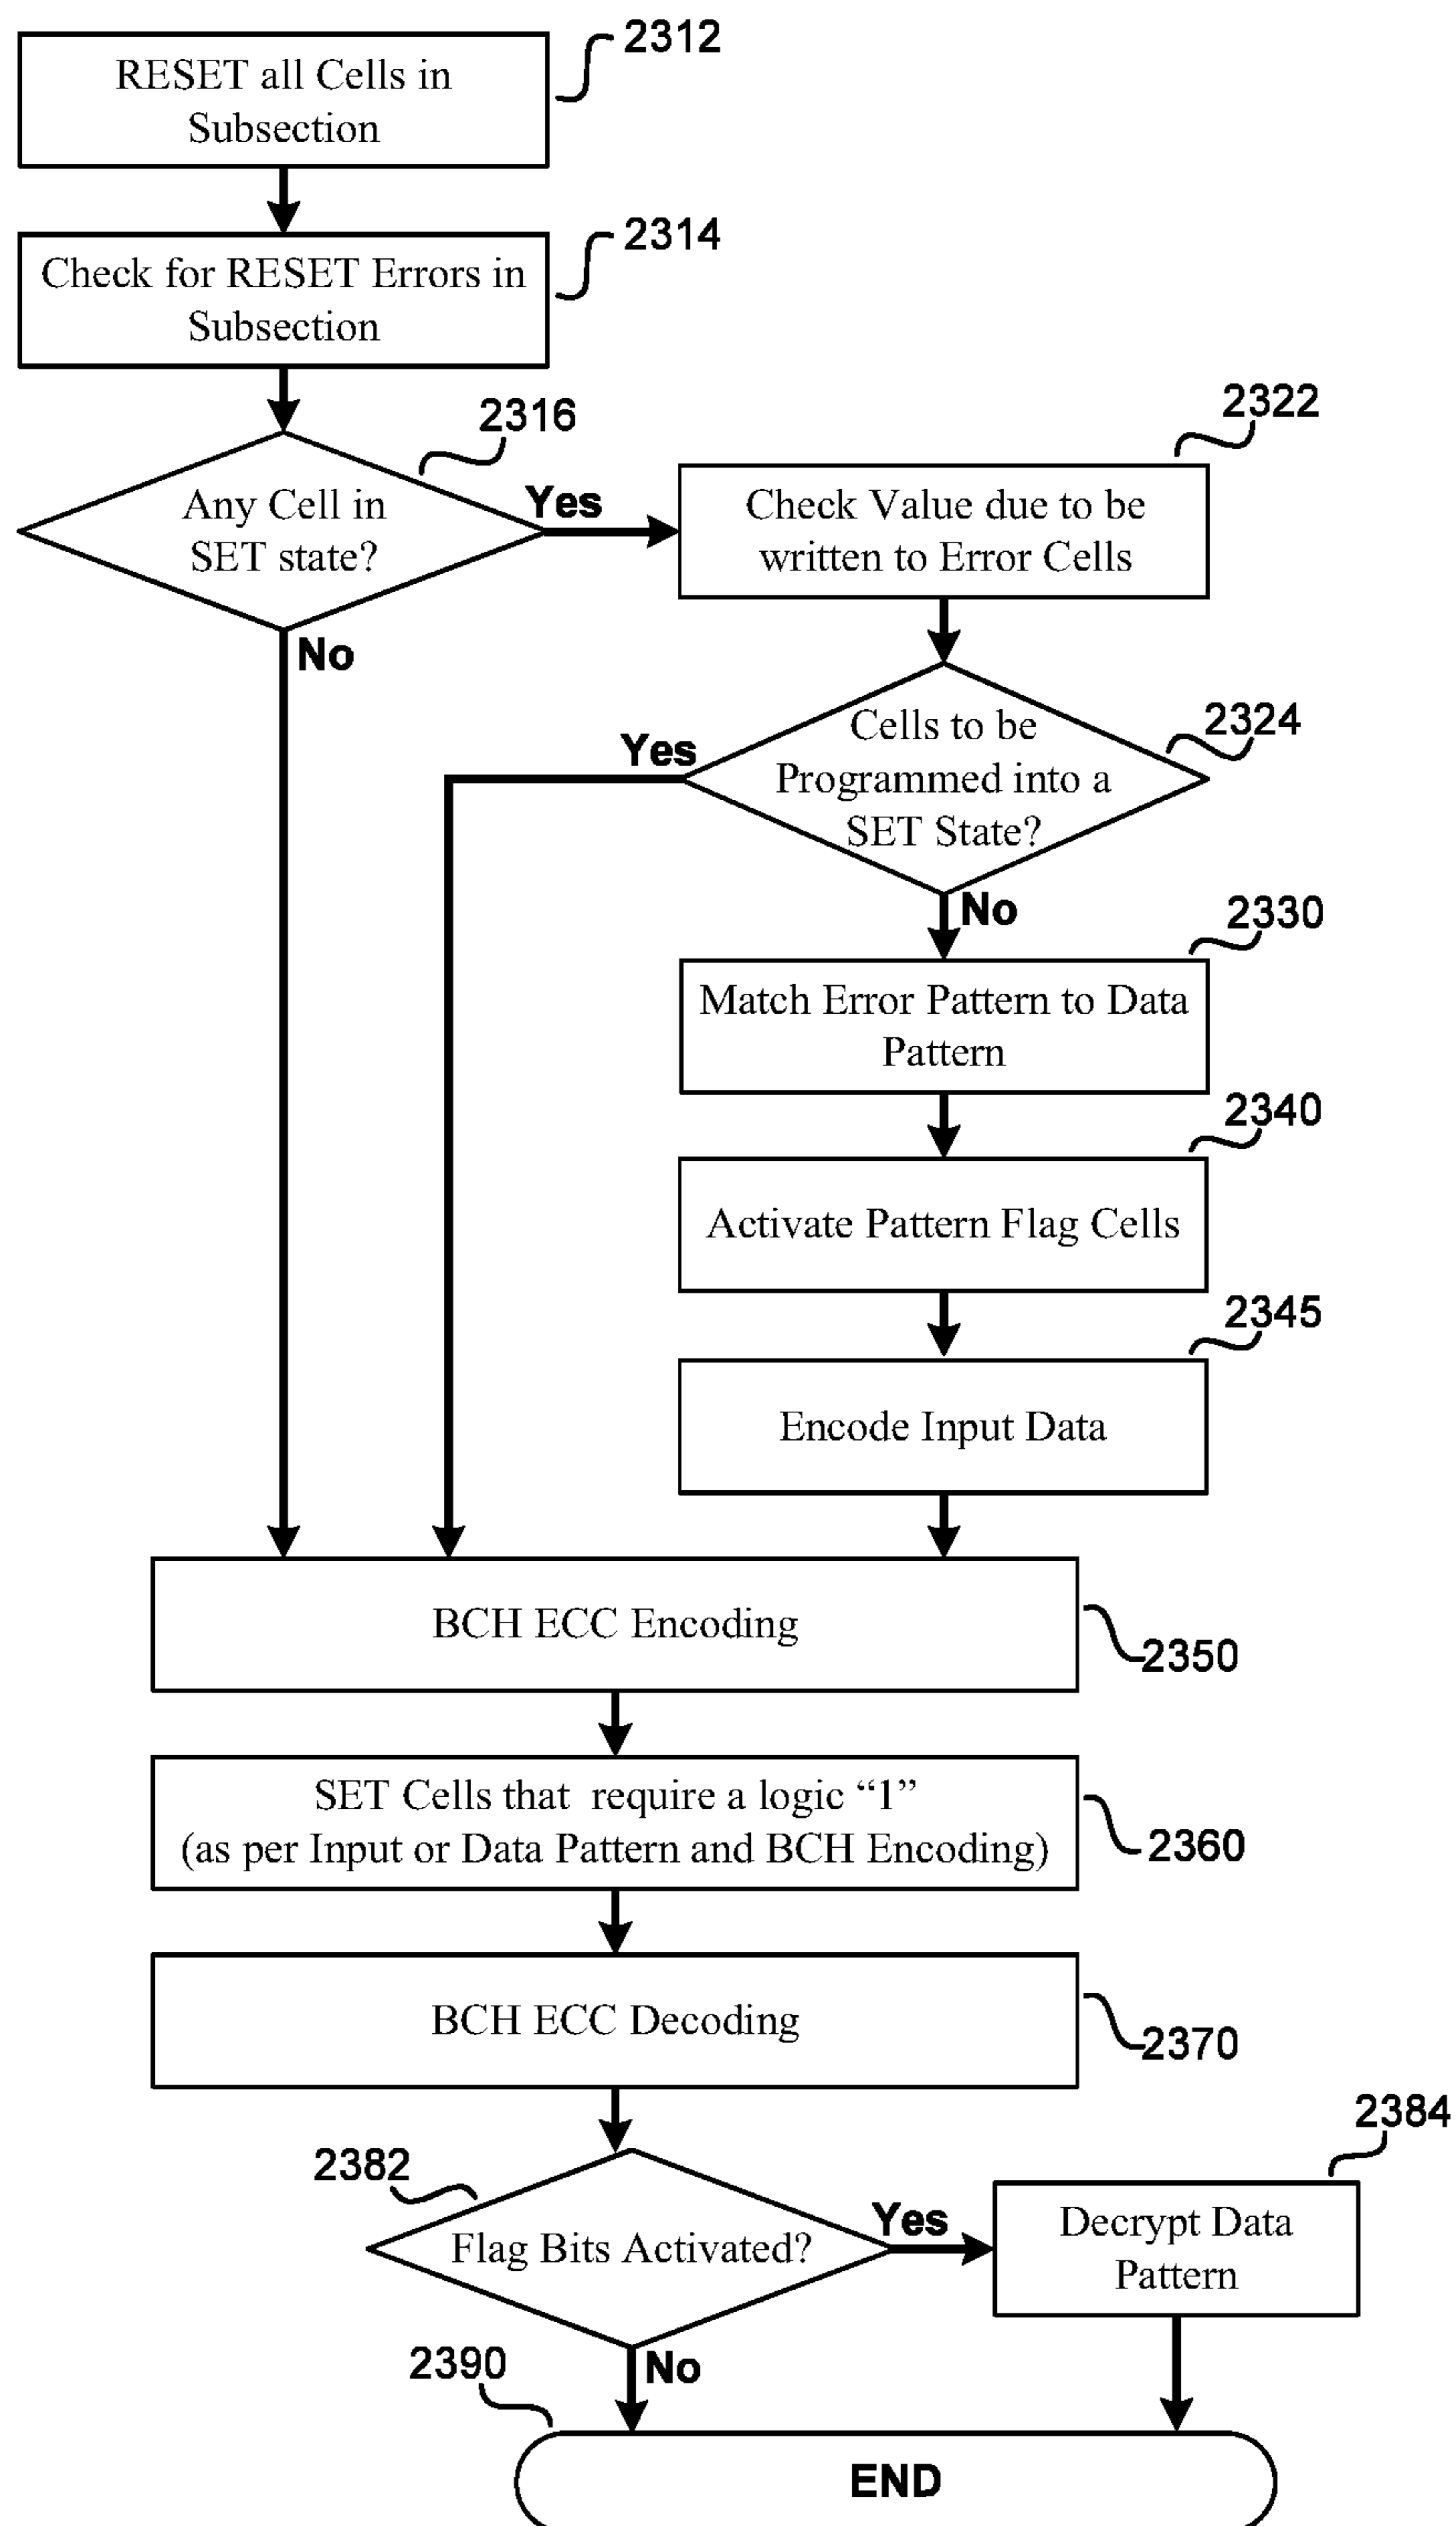 2312
RESET all Cells in
Subsection
2314
Check for RESET Errors in
Subsection
2316
Any Cell in
SET state?
Yes
No
2322
Check Value due to be
written to Error Cells
2324
Cells to be
Programmed into a
SET State?
Yes
No
2330
Match Error Pattern to Data
Pattern
2340
Activate Pattern Flag Cells
2345
Encode Input Data
BCH ECC Encoding
2350
SET Cells that require a logic “1”
(as per Input or Data Pattern and BCH Encoding)
2360
BCH ECC Decoding
2370
2382
Flag Bits Activated?
Yes
No
2384
Decrypt Data
Pattern
2390
END